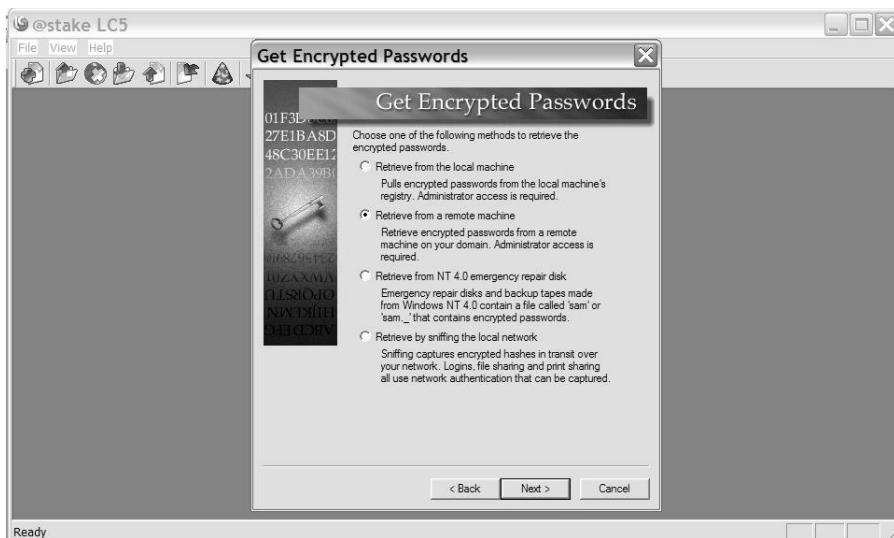 @stake LC5
File View Help
Get Encrypted Passwords
Get Encrypted Passwords
27E1BA8D
48C30EE12
2ADA39B
Choose one of the following methods to retrieve the
encrypted passwords.
Retrieve from the local machine
Pulls encrypted passwords from the local machine's
registry. Administrator access is required.
Retrieve from a remote machine
Retrieve encrypted passwords from a remote
machine on your domain. Administrator access is
required.
Retrieve from NT 4.0 emergency repair disk
Emergency repair disks and backup tapes made
from Windows NT 4.0 contain a file called 'sam' or
'sam._' that contains encrypted passwords.
Retrieve by sniffing the local network
Sniffing captures encrypted hashes in transit over
your network. Logins, file sharing and print sharing
all use network authentication that can be captured.
< Back Next > Cancel
Ready